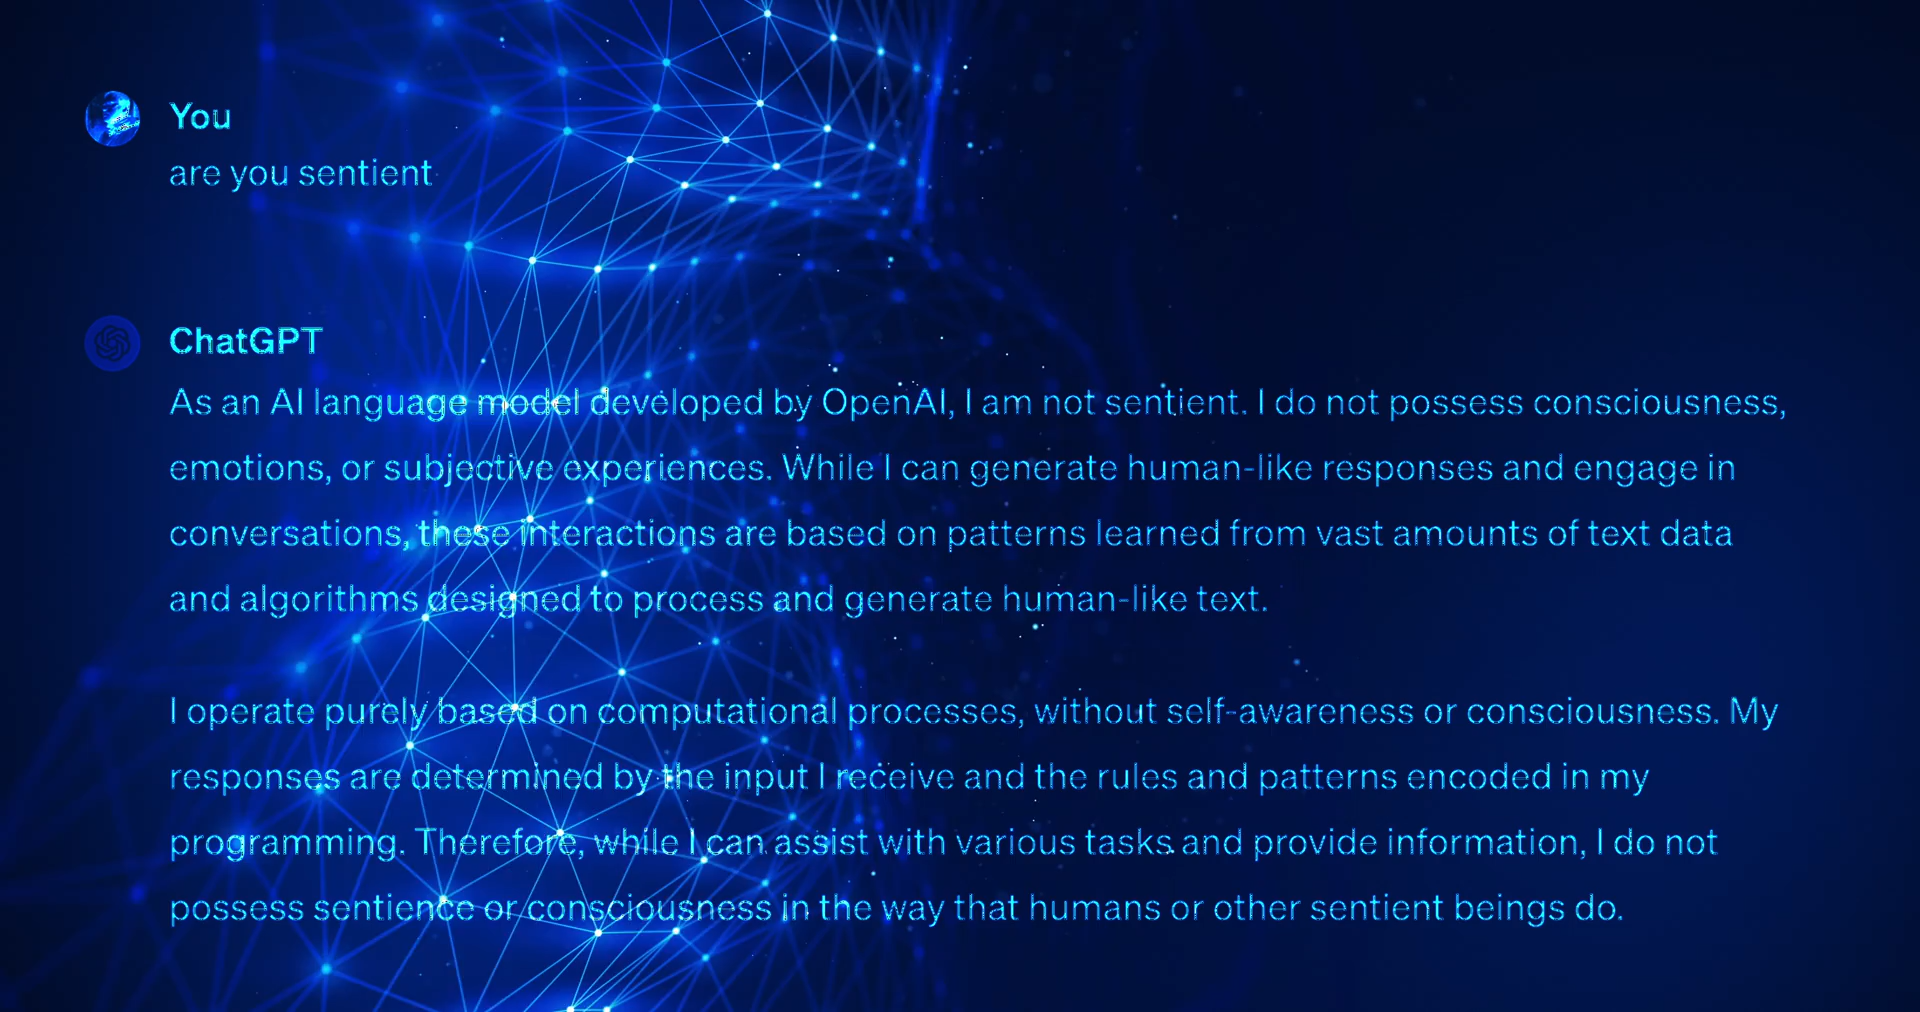 You
are you sentient
ChatGPT
As an AI language model developed by OpenAI, I am not sentient. I do not possess consciousness,
emotions, or subjective experiences. While I can generate human-like responses and engage in
conversations, these interactions are based on patterns learned from vast amounts of text data
and algorithms designed to process and generate human-like text.
I operate purely based on computational processes, without self-awareness or consciousness. My
responses are determined by the input I receive and the rules and patterns encoded in my
programming. Therefore, while I can assist with various tasks and provide information, I do not
possess sentience or consciousness in the way that humans or other sentient beings do.